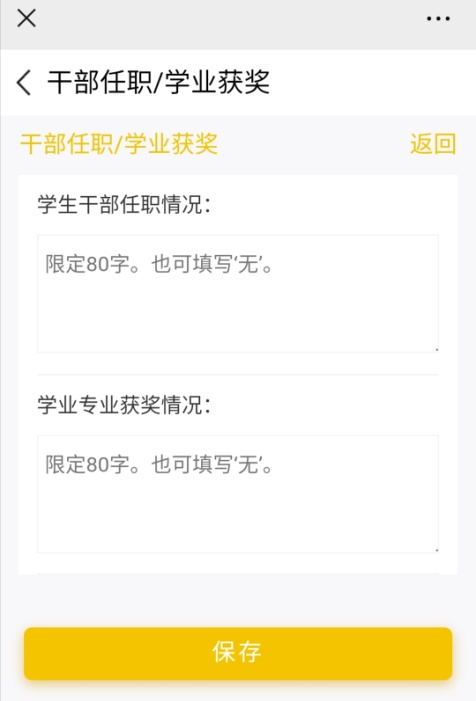 干部任职/学业获奖
干部任职/学业获奖 返回
学生干部任职情况：
限定80字。也可填写‘无’。
学业专业获奖情况：
限定80字。也可填写‘无’。
保存